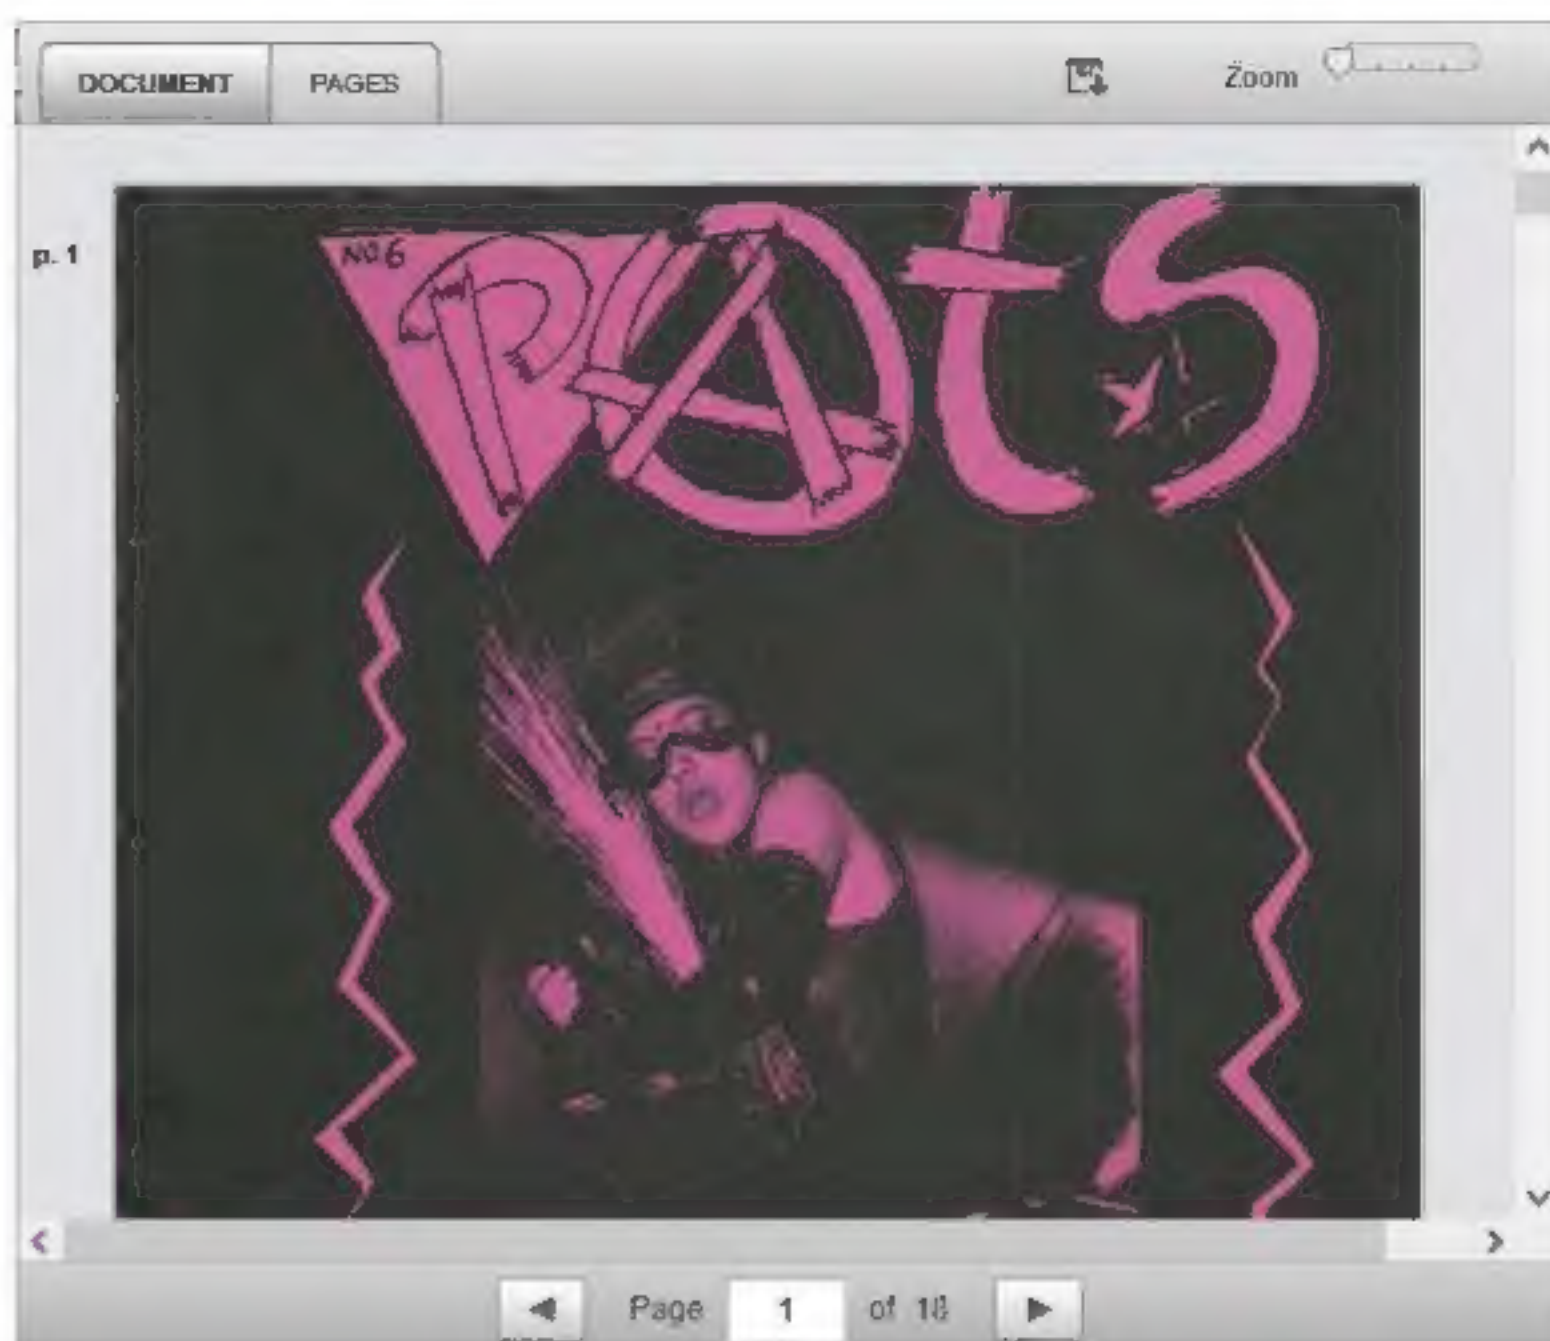 DOCUMENT PAGES Zoom
p. 1
NO. 6
RAtS
Page 1 of 18